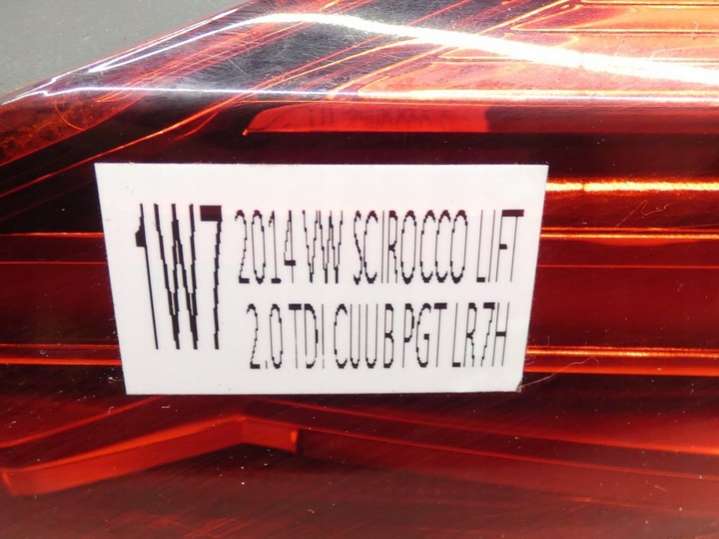 1W7
2014 VW SCIROCCO LIFT
2.0 TDI CUUB PGT LR7H